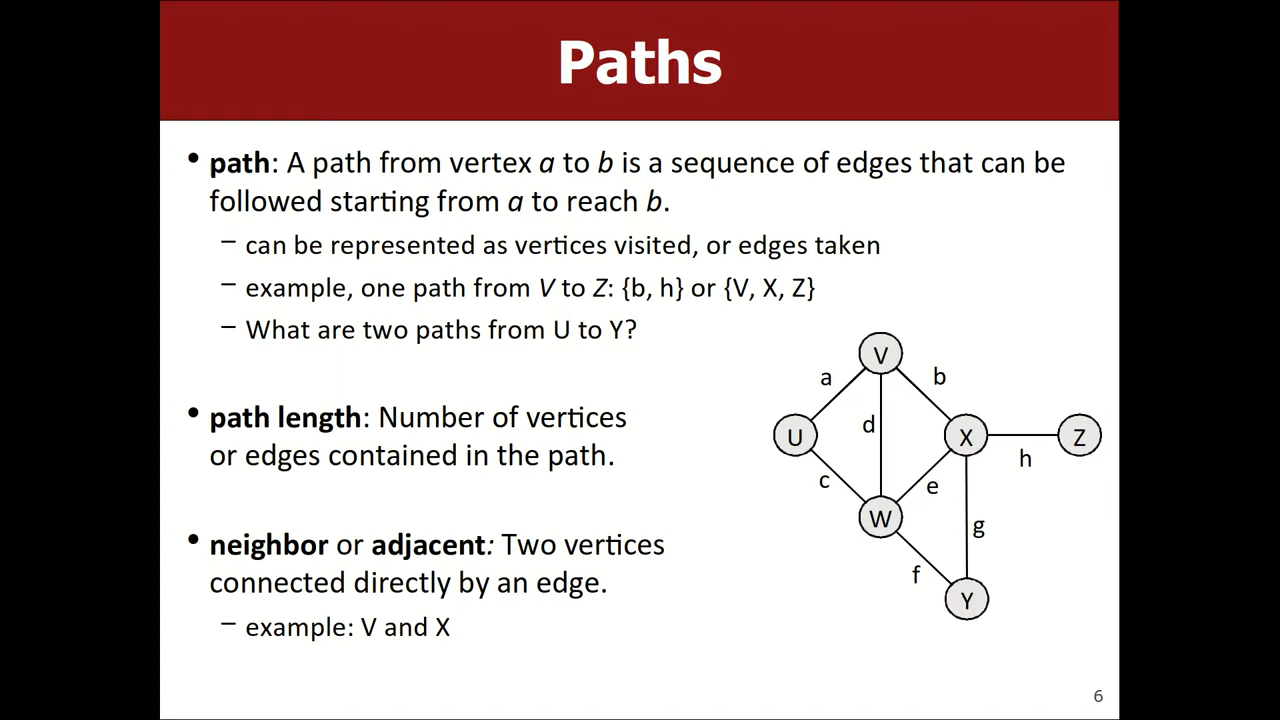 Paths
• path: A path from vertex a to b is a sequence of edges that can be
followed starting from a to reach b.
– can be represented as vertices visited, or edges taken
– example, one path from V to Z: {b, h} or {V, X, Z}
– What are two paths from U to Y?
• path length: Number of vertices
or edges contained in the path.
• neighbor or adjacent: Two vertices
connected directly by an edge.
– example: V and X
V
a
b
d
U
X
Z
h
c
e
W
g
f
Y
6